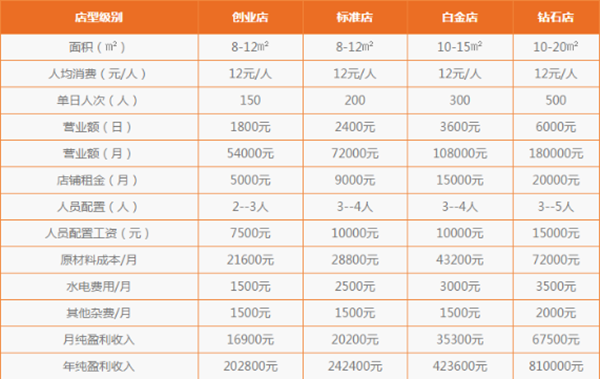 店型级别 创业店 标准店 白金店 钻石店
面积（㎡） 8-12㎡ 8-12㎡ 10-15㎡ 10-20㎡
人均消费（元/人） 12元/人 12元/人 12元/人 12元/人
单日人次（人） 150 200 300 500
营业额（日） 1800元 2400元 3600元 6000元
营业额（月） 54000元 72000元 108000元 180000元
店铺租金（月） 5000元 9000元 15000元 20000元
人员配置（人） 2--3人 3--4人 3--4人 3--5人
人员配置工资（元） 7500元 10000元 10000元 15000元
原材料成本/月 21600元 28800元 43200元 72000元
水电费用/月 1500元 2500元 3000元 3500元
其他杂费/月 1500元 1500元 1500元 2000元
月纯盈利收入 16900元 20200元 35300元 67500元
年纯盈利收入 202800元 242400元 423600元 810000元